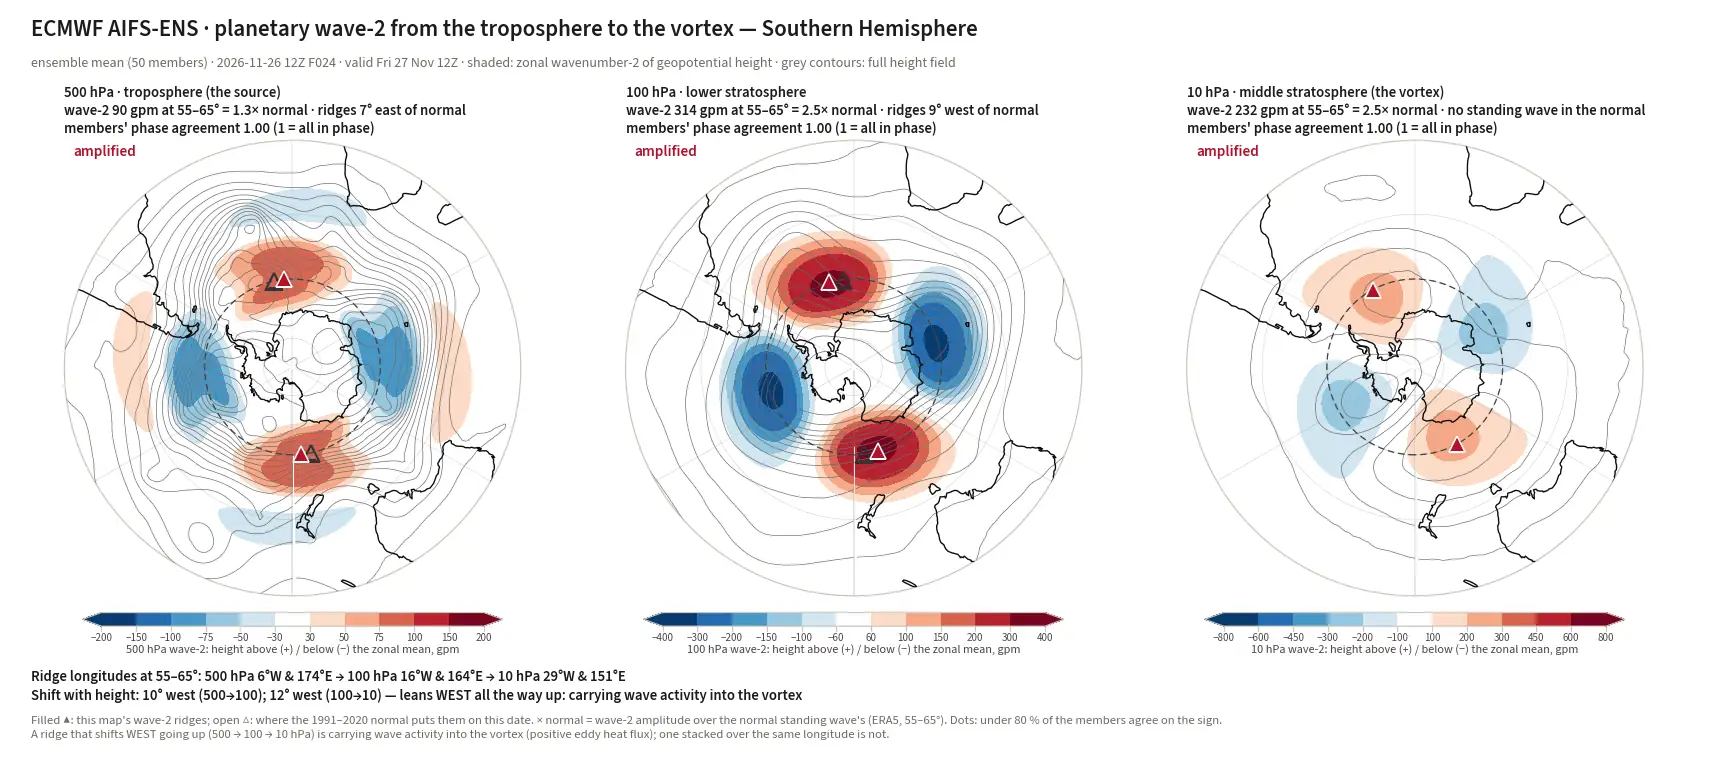 ECMWF AIFS-ENS · planetary wave-2 from the troposphere to the vortex — Southern Hemisphere
ensemble mean (50 members) · 2026-11-26 12Z F024 · valid Fri 27 Nov 12Z · shaded: zonal wavenumber-2 of geopotential height · grey contours: full height field
500 hPa · troposphere (the source)
wave-2 90 gpm at 55–65° = 1.3× normal · ridges 7° east of normal
members' phase agreement 1.00 (1 = all in phase)
amplified
100 hPa · lower stratosphere
wave-2 314 gpm at 55–65° = 2.5× normal · ridges 9° west of normal
members' phase agreement 1.00 (1 = all in phase)
amplified
10 hPa · middle stratosphere (the vortex)
wave-2 232 gpm at 55–65° = 2.5× normal · no standing wave in the normal
members' phase agreement 1.00 (1 = all in phase)
amplified
−200 −150 −100 −75 −50 −30 30 50 75 100 150 200
500 hPa wave-2: height above (+) / below (−) the zonal mean, gpm
−400 −300 −200 −150 −100 −60 60 100 150 200 300 400
100 hPa wave-2: height above (+) / below (−) the zonal mean, gpm
−800 −600 −450 −300 −200 −100 100 200 300 450 600 800
10 hPa wave-2: height above (+) / below (−) the zonal mean, gpm
Ridge longitudes at 55–65°: 500 hPa 6°W & 174°E → 100 hPa 16°W & 164°E → 10 hPa 29°W & 151°E
Shift with height: 10° west (500→100); 12° west (100→10) — leans WEST all the way up: carrying wave activity into the vortex
Filled ▲: this map's wave-2 ridges; open △: where the 1991–2020 normal puts them on this date. × normal = wave-2 amplitude over the normal standing wave's (ERA5, 55–65°). Dots: under 80 % of the members agree on the sign.
A ridge that shifts WEST going up (500 → 100 → 10 hPa) is carrying wave activity into the vortex (positive eddy heat flux); one stacked over the same longitude is not.